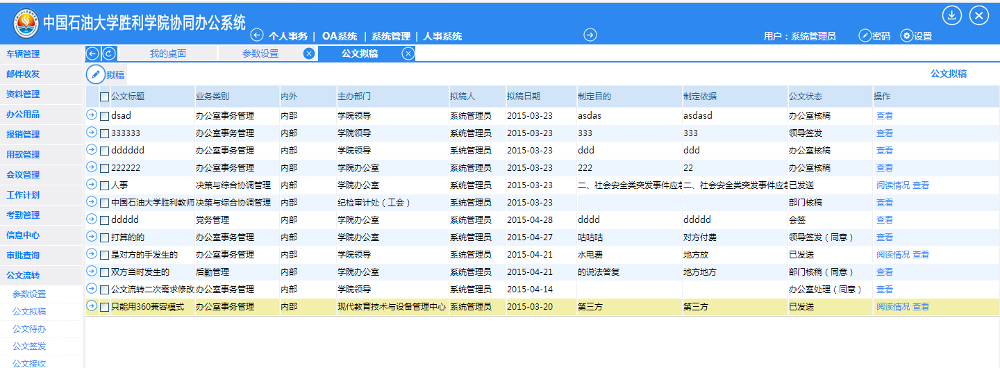 中国石油大学胜利学院协同办公系统
个人事务 | OA系统 | 系统管理 | 人事系统
用户：系统管理员 密码 设置
车辆管理
邮件收发
资料管理
办公用品
报销管理
用款管理
会议管理
工作计划
考勤管理
信息中心
审批查询
公文流转
参数设置
公文拟稿
公文待办
公文签发
公文接收
我的桌面 参数设置 公文拟稿
拟稿 公文拟稿
公文标题 业务类别 内外 主办部门 拟稿人 拟稿日期 制定目的 制定依据 公文状态 操作
dsad 办公室事务管理 内部 学院领导 系统管理员 2015-03-23 asdas asdasd 办公室核稿 查看
333333 办公室事务管理 内部 学院领导 系统管理员 2015-03-23 333 333 领导签发 查看
dddddd 办公室事务管理 内部 学院领导 系统管理员 2015-03-23 ddd ddd 办公室核稿 查看
222222 办公室事务管理 内部 学院办公室 系统管理员 2015-03-23 222 22 办公室核稿 查看
人事 决策与综合协调管理 内部 学院办公室 系统管理员 2015-03-23 二、社会安全类突发事件应急 二、社会安全类突发事件应急 已发送 阅读情况 查看
中国石油大学胜利教师 决策与综合协调管理 内部 纪检审计处（工会） 系统管理员 2015-03-23 部门核稿 查看
ddddd 党务管理 内部 学院办公室 系统管理员 2015-04-28 dddd ddddd 会签 查看
打算的的 办公室事务管理 内部 学院办公室 系统管理员 2015-04-27 咕咕咕 对方付费 领导签发（同意） 查看
是对方的手发生的 办公室事务管理 内部 学院领导 系统管理员 2015-04-21 水电费 地方放 已发送 阅读情况 查看
双方当时发生的 后勤管理 内部 学院办公室 系统管理员 2015-04-21 的说法答复 地方地方 部门核稿（同意） 查看
公文流转二次需求修改 办公室事务管理 内部 学院领导 系统管理员 2015-04-14 办公室处理（同意） 查看
只能用360兼容模式 办公室事务管理 内部 现代教育技术与设备管理中心 系统管理员 2015-03-20 第三方 第三方 已发送 阅读情况 查看